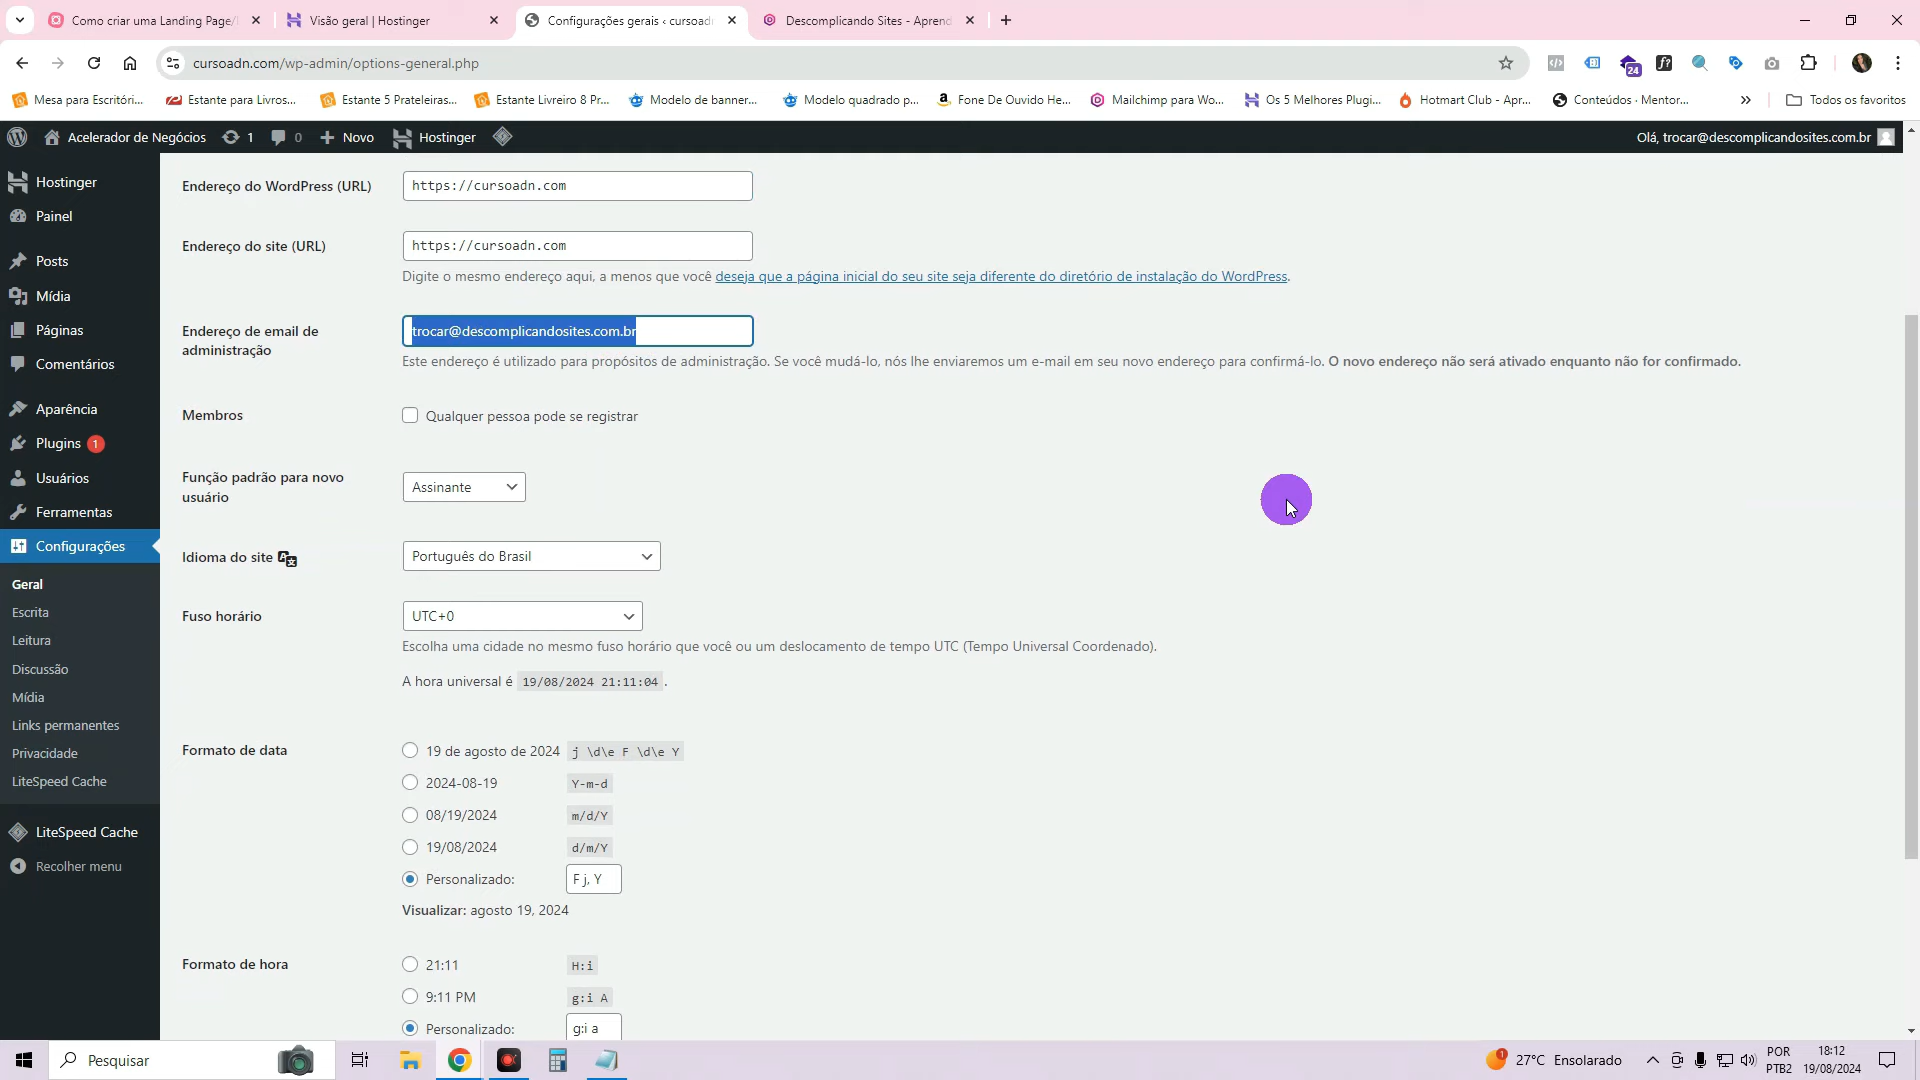 Como criar uma Landing Page/
Visão geral | Hostinger
Configurações gerais ‹ cursoadn
Descomplicando Sites - Aprend
cursoadn.com/wp-admin/options-general.php
24
Mesa para Escritóri...
Estante para Livros...
Estante 5 Prateleiras...
Estante Livreiro 8 Pr...
Modelo de banner...
Modelo quadrado p...
Fone De Ouvido He...
Mailchimp para Wo...
Os 5 Melhores Plugi...
Hotmart Club - Apr...
Conteúdos · Mentor...
Todos os favoritos
Acelerador de Negócios
1
0
Novo
Hostinger
Olá, trocar@descomplicandosites.com.br
Hostinger
Painel
Posts
Mídia
Páginas
Comentários
Aparência
Plugins 1
Usuários
Ferramentas
Configurações
Geral
Escrita
Leitura
Discussão
Mídia
Links permanentes
Privacidade
LiteSpeed Cache
LiteSpeed Cache
Recolher menu
Endereço do WordPress (URL)
https://cursoadn.com
Endereço do site (URL)
https://cursoadn.com
Digite o mesmo endereço aqui, a menos que você deseja que a página inicial do seu site seja diferente do diretório de instalação do WordPress.
Endereço de email de
administração
trocar@descomplicandosites.com.br
Este endereço é utilizado para propósitos de administração. Se você mudá-lo, nós lhe enviaremos um e-mail em seu novo endereço para confirmá-lo. O novo endereço não será ativado enquanto não for confirmado.
Membros
Qualquer pessoa pode se registrar
Função padrão para novo
usuário
Assinante
Idioma do site
Português do Brasil
Fuso horário
UTC+0
Escolha uma cidade no mesmo fuso horário que você ou um deslocamento de tempo UTC (Tempo Universal Coordenado).
A hora universal é 19/08/2024 21:11:04 .
Formato de data
19 de agosto de 2024 j \d\e F \d\e Y
2024-08-19 Y-m-d
08/19/2024 m/d/Y
19/08/2024 d/m/Y
Personalizado: F j, Y
Visualizar: agosto 19, 2024
Formato de hora
21:11 H:i
9:11 PM g:i A
Personalizado: g:i a
Pesquisar
1
27°C Ensolarado
POR
PTB2
18:12
19/08/2024